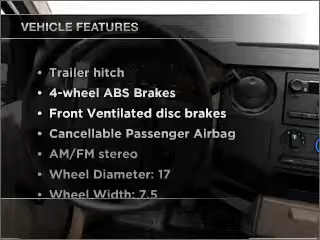 VEHICLE FEATURES
• Trailer hitch
• 4-wheel ABS Brakes
• Front Ventilated disc brakes
• Cancellable Passenger Airbag
• AM/FM stereo
• Wheel Diameter: 17
• Wheel Width: 7.5